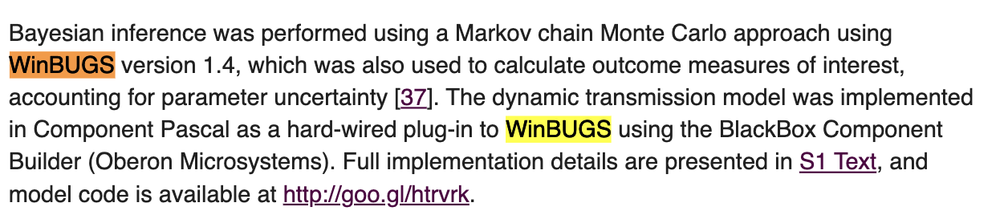 Bayesian inference was performed using a Markov chain Monte Carlo approach using
WinBUGS version 1.4, which was also used to calculate outcome measures of interest,
accounting for parameter uncertainty [37]. The dynamic transmission model was implemented
in Component Pascal as a hard-wired plug-in to WinBUGS using the BlackBox Component
Builder (Oberon Microsystems). Full implementation details are presented in S1 Text, and
model code is available at http://goo.gl/htrvrk.